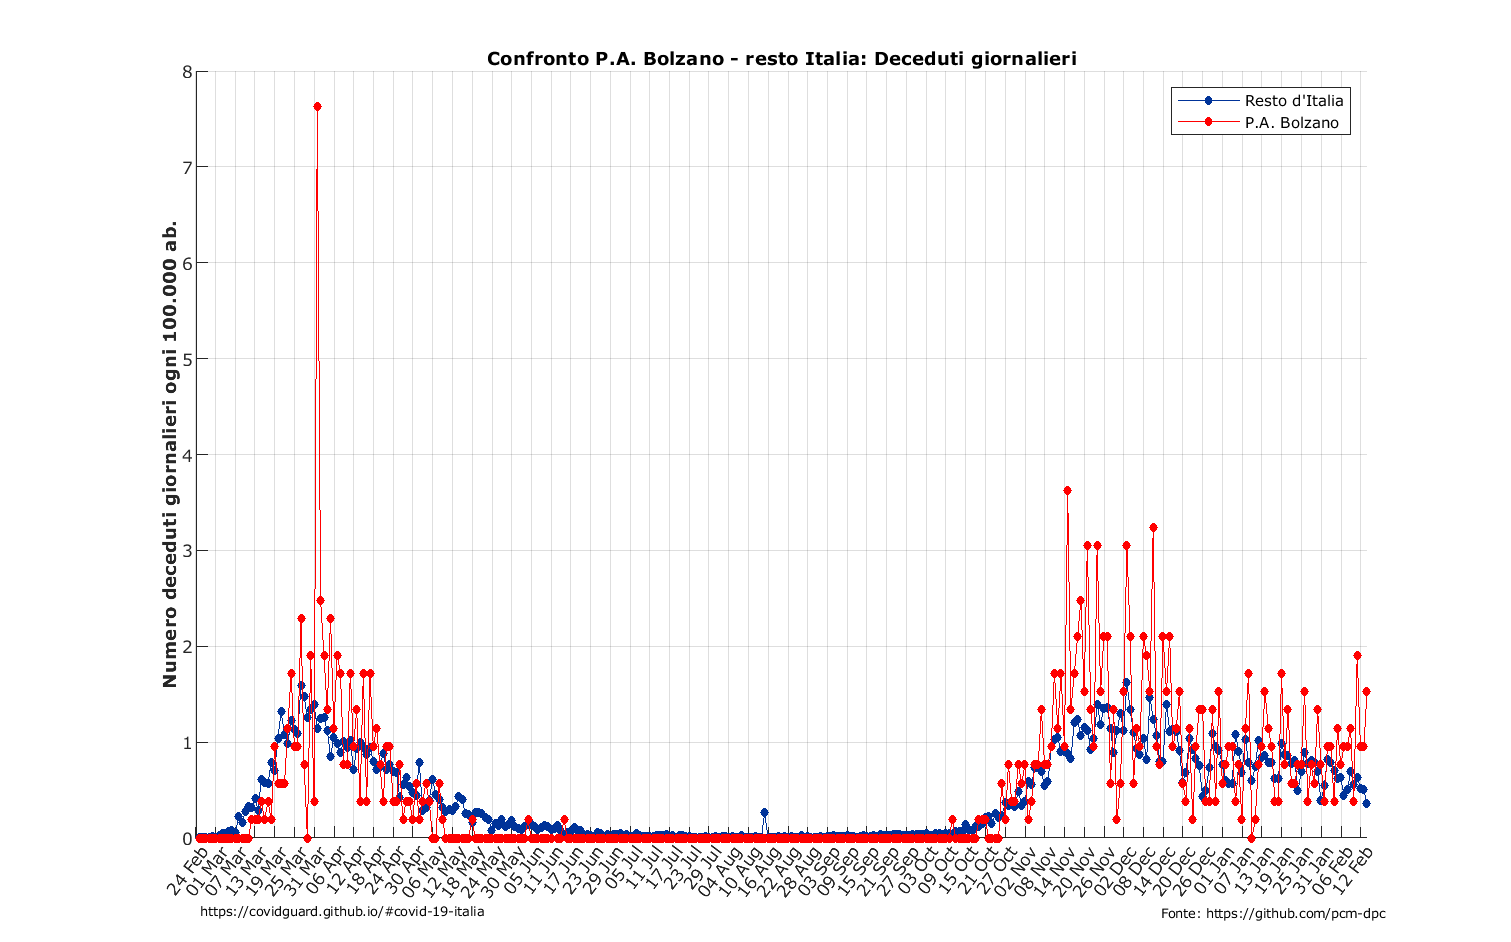 Confronto P.A. Bolzano - resto Italia: Deceduti giornalieri
Resto d'Italia
P.A. Bolzano
Numero deceduti giornalieri ogni 100.000 ab.
8
7
6
5
4
3
2
1
0
24 Feb
01 Mar
07 Mar
13 Mar
19 Mar
25 Mar
31 Mar
06 Apr
12 Apr
18 Apr
24 Apr
30 Apr
06 May
12 May
18 May
24 May
30 May
05 Jun
11 Jun
17 Jun
23 Jun
29 Jun
05 Jul
11 Jul
17 Jul
23 Jul
29 Jul
04 Aug
10 Aug
16 Aug
22 Aug
28 Aug
03 Sep
09 Sep
15 Sep
21 Sep
27 Sep
03 Oct
09 Oct
15 Oct
21 Oct
27 Oct
02 Nov
08 Nov
14 Nov
20 Nov
26 Nov
02 Dec
08 Dec
14 Dec
20 Dec
26 Dec
01 Jan
07 Jan
13 Jan
19 Jan
25 Jan
31 Jan
06 Feb
12 Feb
https://covidguard.github.io/#covid-19-italia
Fonte: https://github.com/pcm-dpc